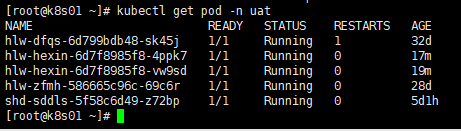 [root@k8s01 ~]# kubectl get pod -n uat
NAME READY STATUS RESTARTS AGE
hlw-dfqs-6d799bdb48-sk45j 1/1 Running 1 32d
hlw-hexin-6d7f8985f8-4ppk7 1/1 Running 0 17m
hlw-hexin-6d7f8985f8-vw9sd 1/1 Running 0 19m
hlw-zfmh-586665c96c-69c6r 1/1 Running 0 28d
shd-sddls-5f58c6d49-z72bp 1/1 Running 0 5d1h
[root@k8s01 ~]#